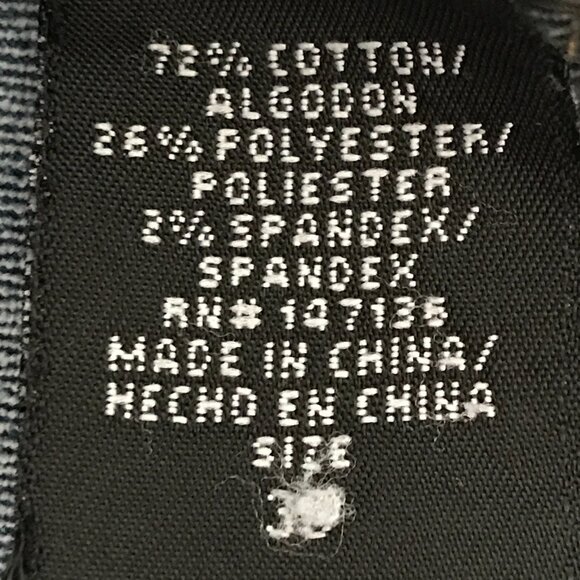 72% COTTON/
ALGODON
26% POLYESTER/
POLIESTER
2% SPANDEX/
SPANDEX
RN# 147135
MADE IN CHINA/
HECHO EN CHINA
SIZE